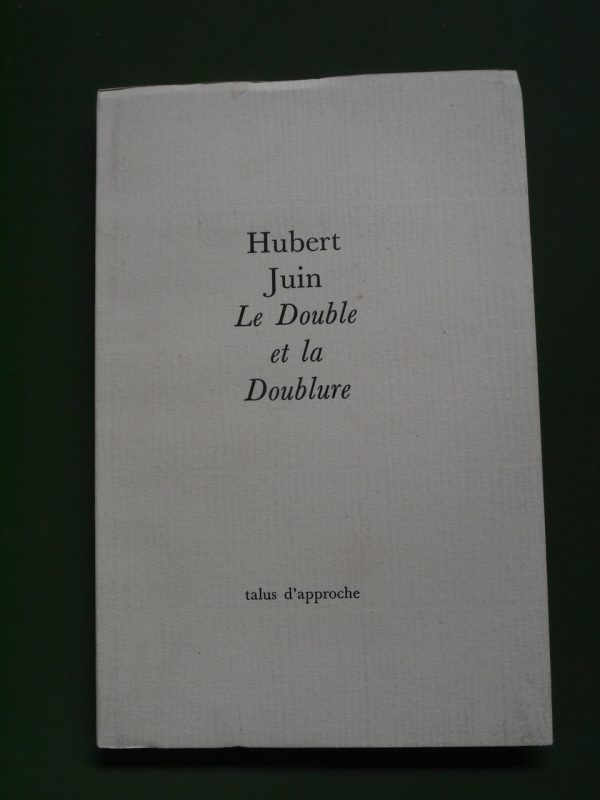 Hubert
Juin
Le Double
et la
Doublure
talus d'approche